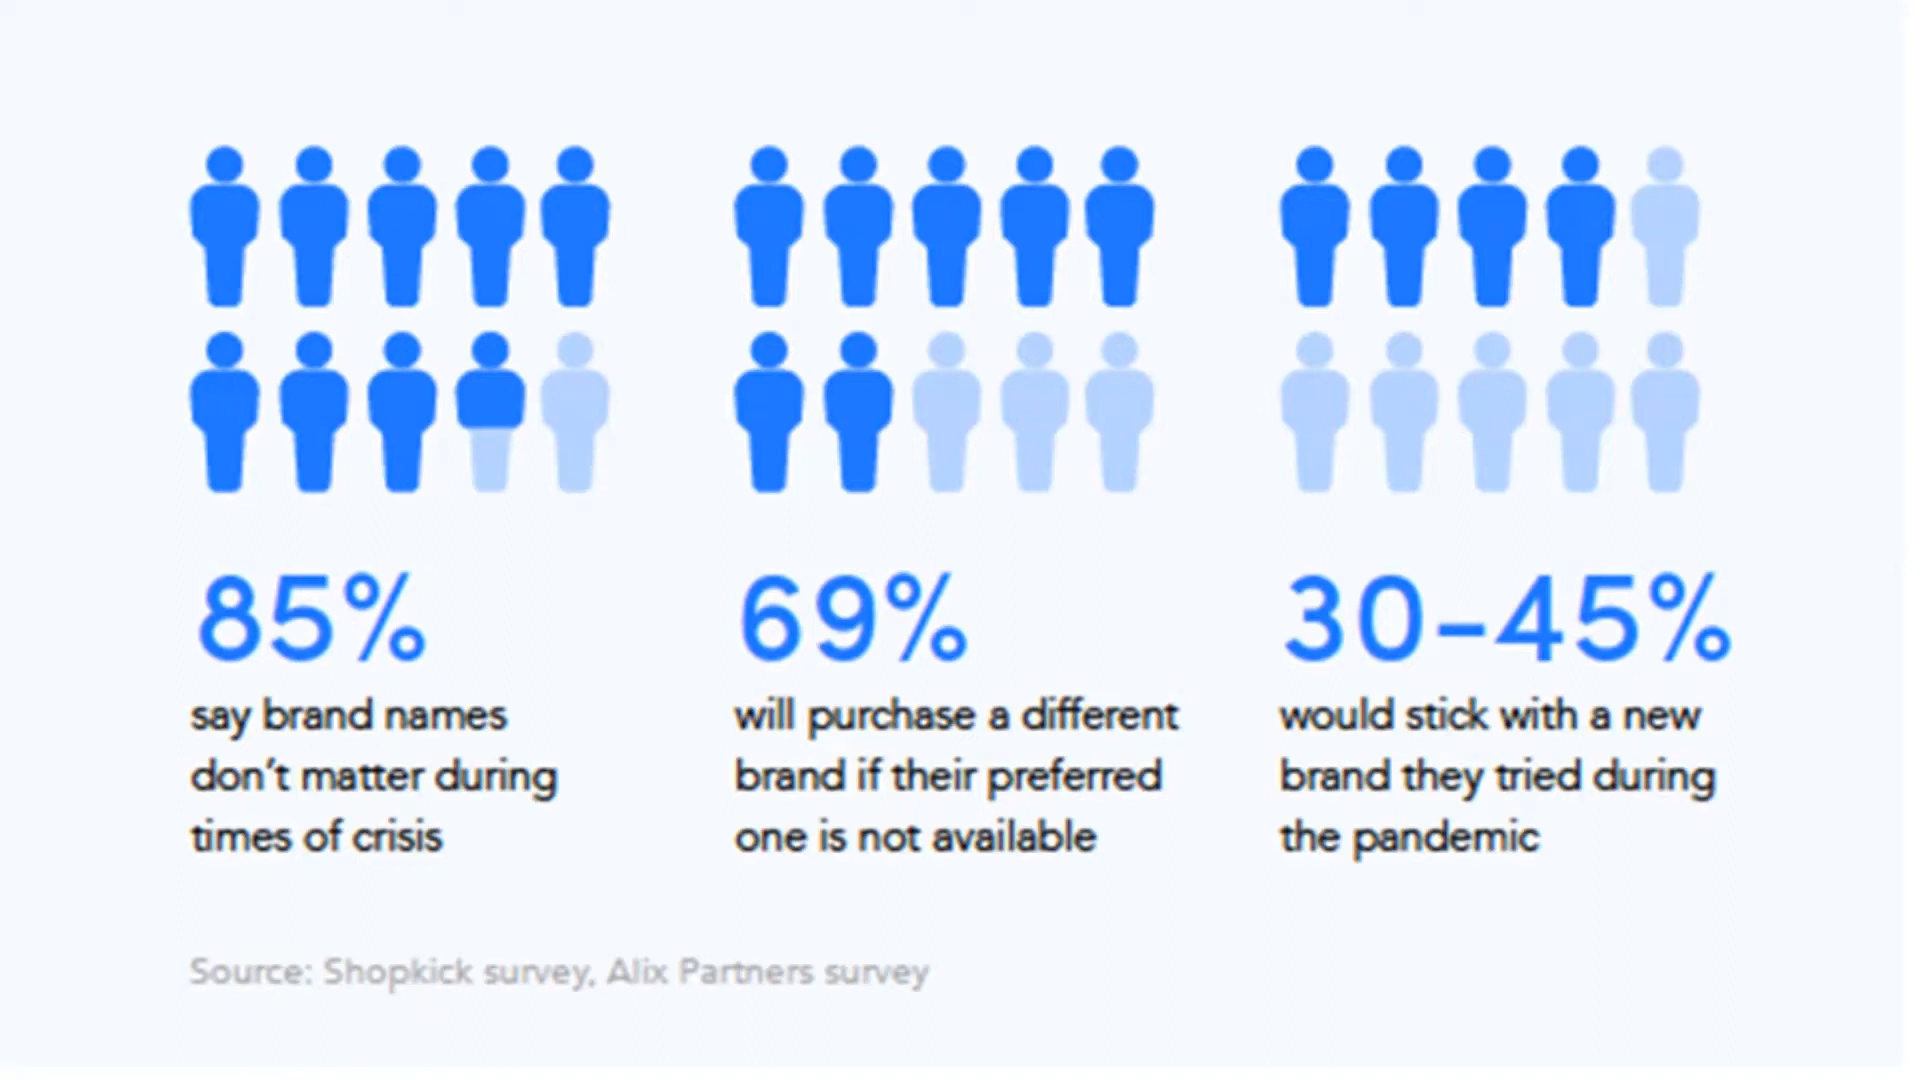 85%
say brand names
don't matter during
times of crisis
69%
will purchase a different
brand if their preferred
one is not available
30–45%
would stick with a new
brand they tried during
the pandemic
Source: Shopkick survey, Alix Partners survey